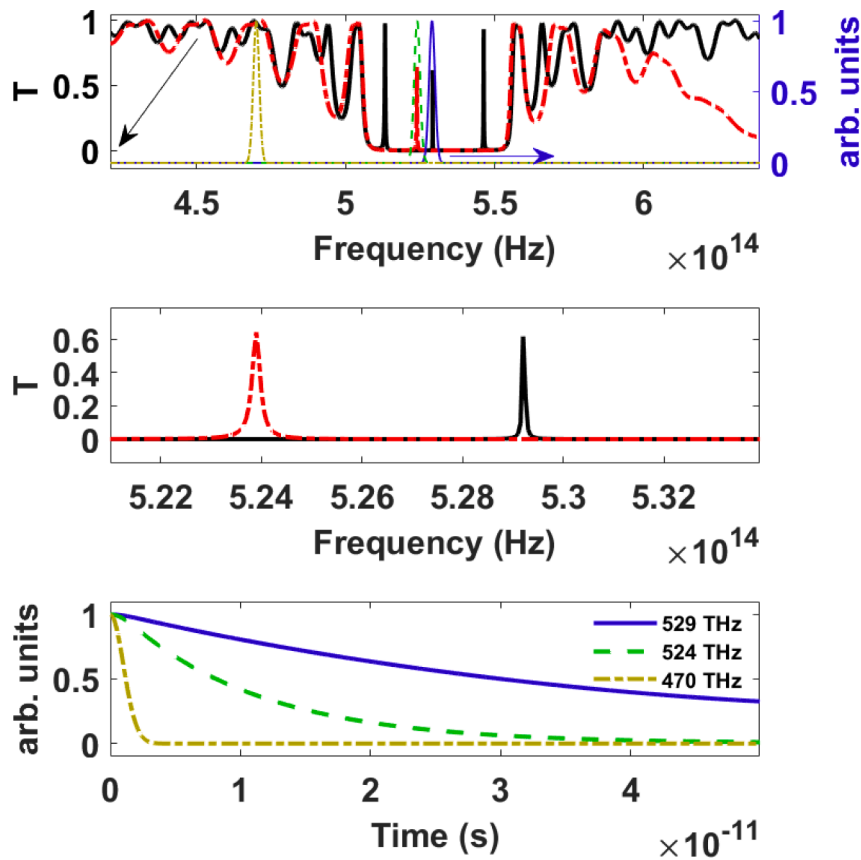 1 1
T 0.5 0.5 arb. units
0 0
4.5 5 5.5 6
Frequency (Hz) ×10^14
0.6
0.4
T 0.2
0
5.22 5.24 5.26 5.28 5.3 5.32
Frequency (Hz) ×10^14
1 529 THz
arb. units 0.5 524 THz
470 THz
0
0 1 2 3 4
Time (s) ×10^-11